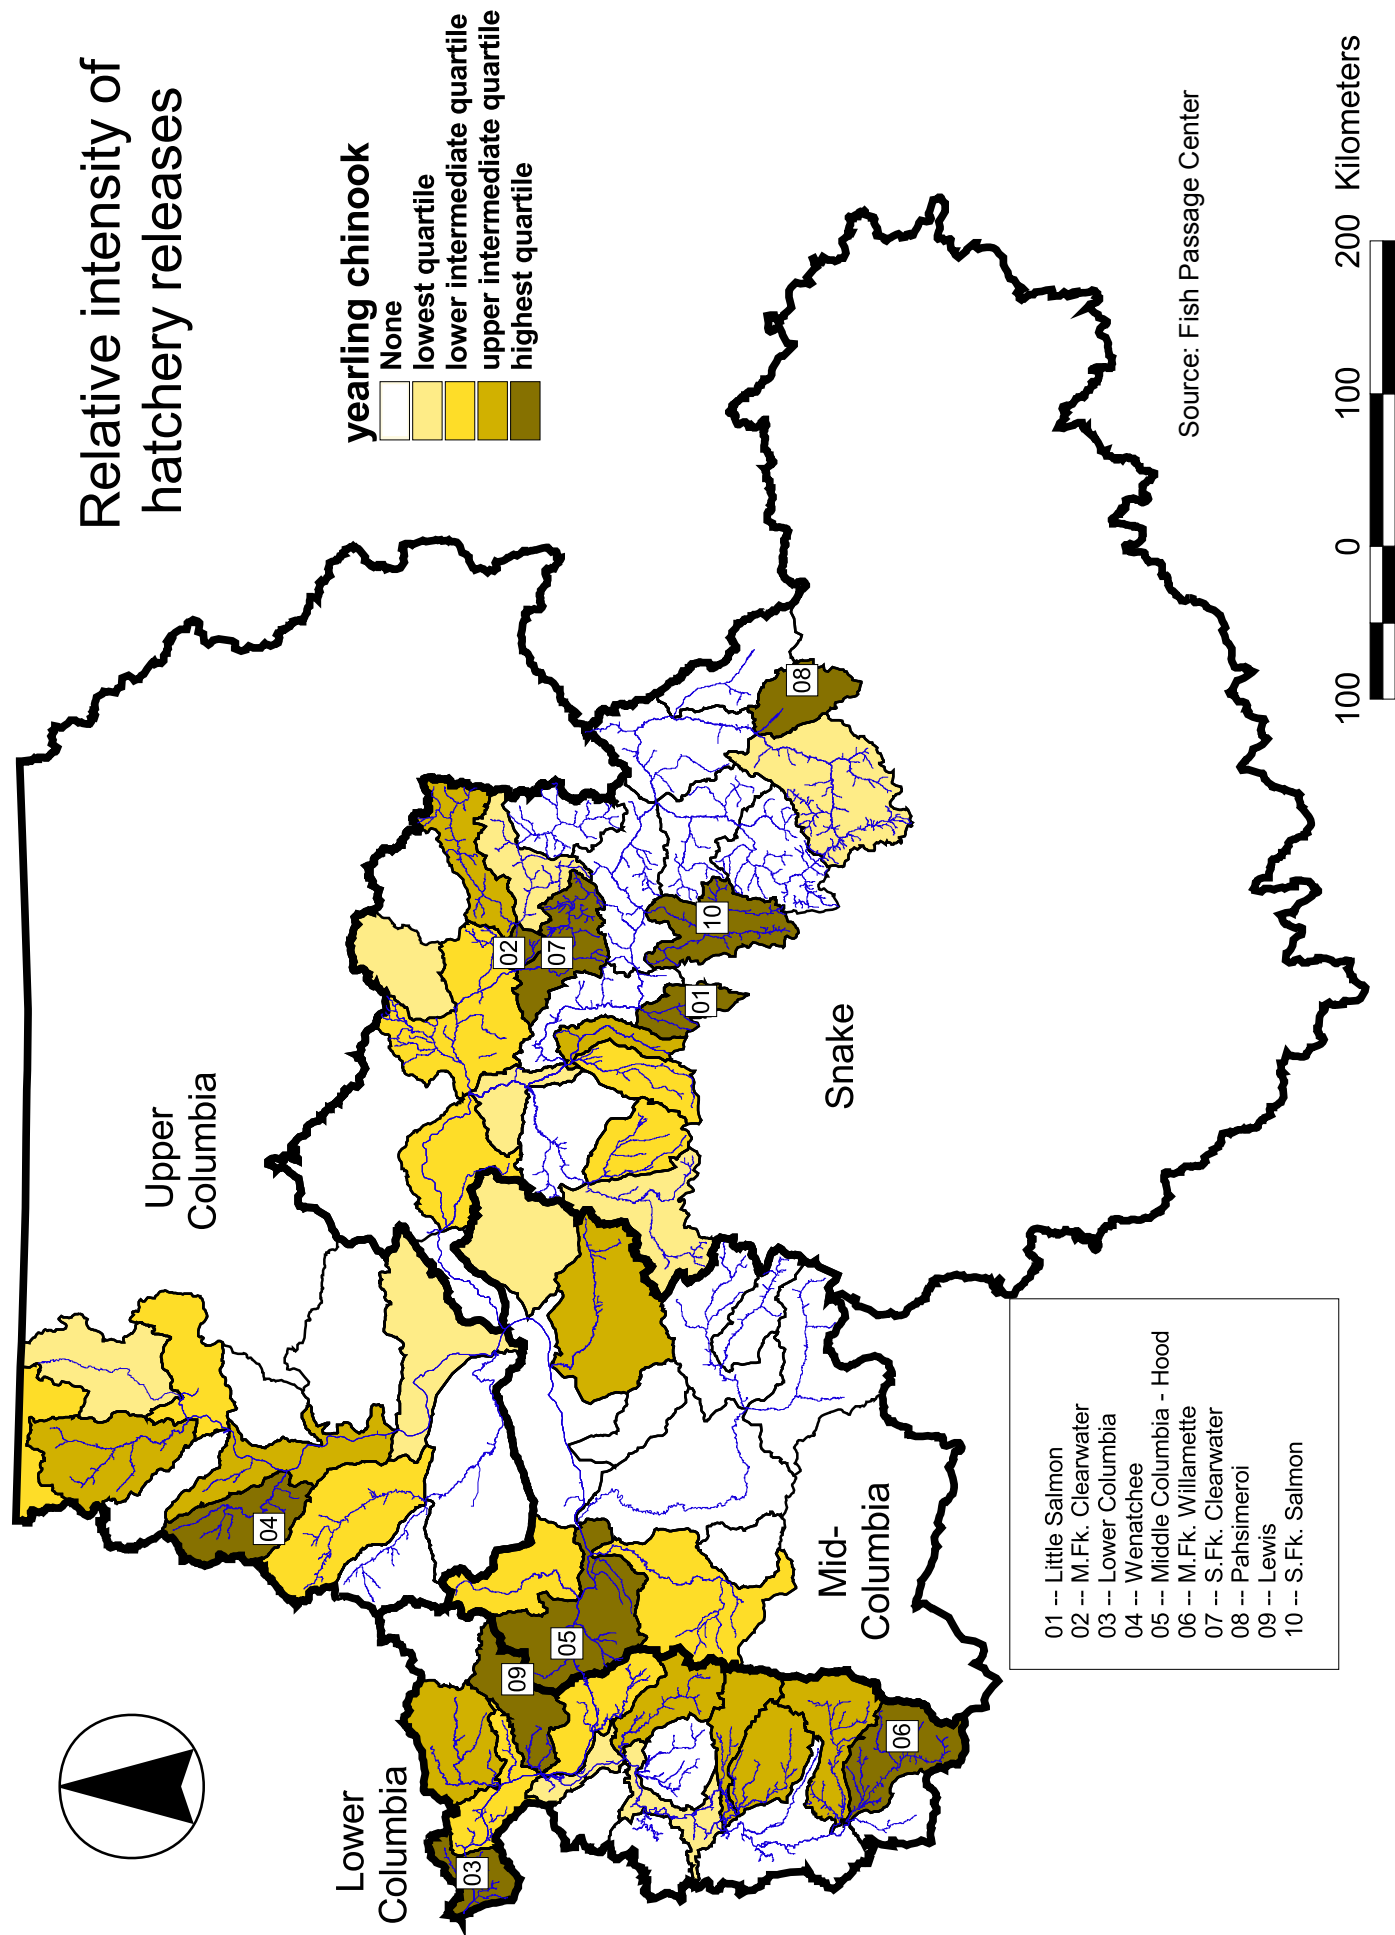 Relative intensity of
hatchery releases
yearling chinook
None
lowest quartile
lower intermediate quartile
upper intermediate quartile
highest quartile
Upper
Columbia
Lower
Columbia
Mid-
Columbia
Snake
03
09
05
06
04
02
07
01
10
08
01 -- Little Salmon
02 -- M.Fk. Clearwater
03 -- Lower Columbia
04 -- Wenatchee
05 -- Middle Columbia - Hood
06 -- M.Fk. Willamette
07 -- S.Fk. Clearwater
08 -- Pahsimeroi
09 -- Lewis
10 -- S.Fk. Salmon
Source: Fish Passage Center
100 0 100 200 Kilometers